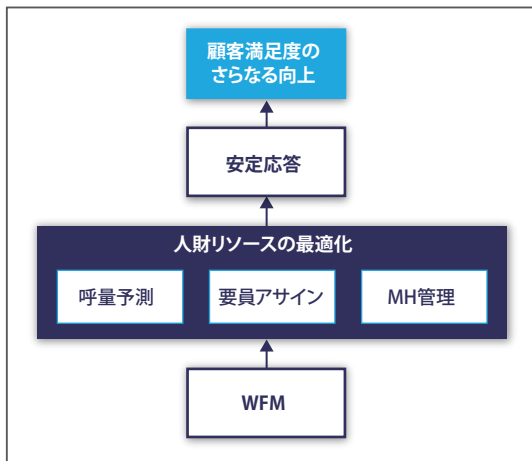 顧客満足度の
さらなる向上
安定応答
人財リソースの最適化
呼量予測
要員アサイン
MH管理
WFM